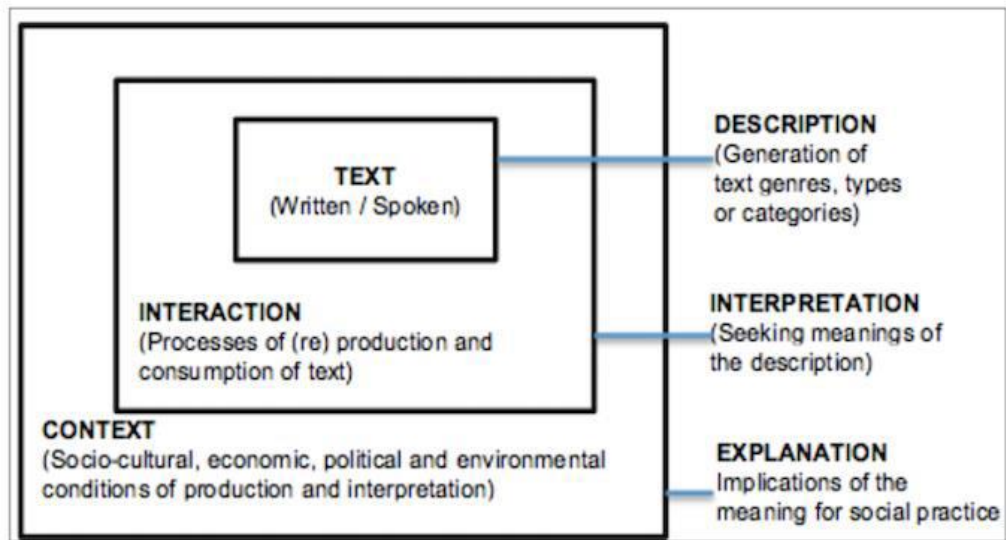 TEXT
(Written / Spoken)
INTERACTION
(Processes of (re) production and
consumption of text)
CONTEXT
(Socio-cultural, economic, political and environmental
conditions of production and interpretation)
DESCRIPTION
(Generation of
text genres, types
or categories)
INTERPRETATION
(Seeking meanings of
the description)
EXPLANATION
Implications of the
meaning for social practice